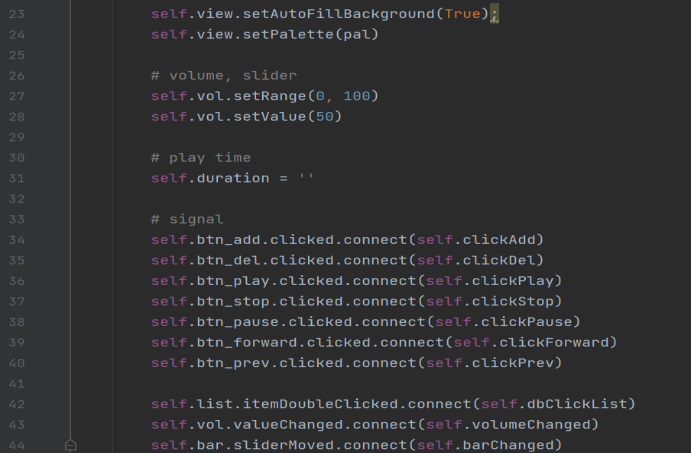 23 self.view.setAutoFillBackground(True);
24 self.view.setPalette(pal)
25
26 # volume, slider
27 self.vol.setRange(0, 100)
28 self.vol.setValue(50)
29
30 # play time
31 self.duration = ''
32
33 # signal
34 self.btn_add.clicked.connect(self.clickAdd)
35 self.btn_del.clicked.connect(self.clickDel)
36 self.btn_play.clicked.connect(self.clickPlay)
37 self.btn_stop.clicked.connect(self.clickStop)
38 self.btn_pause.clicked.connect(self.clickPause)
39 self.btn_forward.clicked.connect(self.clickForward)
40 self.btn_prev.clicked.connect(self.clickPrev)
41
42 self.list.itemDoubleClicked.connect(self.dbClickList)
43 self.vol.valueChanged.connect(self.volumeChanged)
44 self.bar.sliderMoved.connect(self.barChanged)